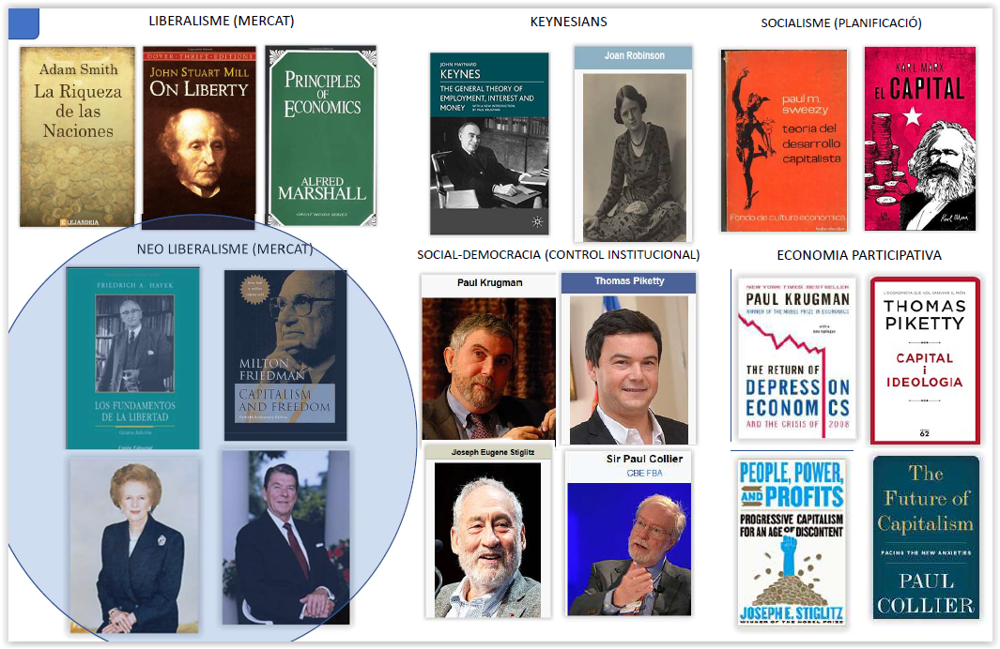 LIBERALISME (MERCAT)
Adam Smith
La Riqueza
de las
Naciones
ELEJANDRIA
DOVER · THRIFT · EDITIONS
JOHN STUART MILL
ON LIBERTY
PRINCIPLES
OF
ECONOMICS
ALFRED
MARSHALL
GREAT MINDS SERIES
KEYNESIANS
JOHN MAYNARD
KEYNES
THE GENERAL THEORY OF
EMPLOYMENT, INTEREST AND
MONEY WITH A NEW INTRODUCTION
BY PAUL KRUGMAN
Joan Robinson
SOCIALISME (PLANIFICACIÓ)
paul m.
sweezy
teoría del
desarrollo
capitalista
Fondo de cultura economica
KARL MARX
EL CAPITAL
Karl Marx
NEO LIBERALISME (MERCAT)
FRIEDRICH A. HAYEK
LOS FUNDAMENTOS
DE LA LIBERTAD
Unión Editorial
MILTON
FRIEDMAN
CAPITALISM
AND FREEDOM
SOCIAL-DEMOCRACIA (CONTROL INSTITUCIONAL)
Paul Krugman
Thomas Piketty
Joseph Eugene Stiglitz
Sir Paul Collier
CBE FBA
ECONOMIA PARTICIPATIVA
NEW YORK TIMES BESTSELLER
PAUL KRUGMAN
WINNER OF THE NOBEL PRIZE IN ECONOMICS
with a
new epilogue
THE RETURN OF
DEPRESSION
ECONOMICS
AND THE CRISIS OF 2008
L'ECONOMISTA QUE VOL CANVIAR EL MÓN
THOMAS
PIKETTY
CAPITAL
i
IDEOLOGIA
62
PEOPLE, POWER,
AND PROFITS
PROGRESSIVE CAPITALISM
FOR AN AGE OF DISCONTENT
JOSEPH E. STIGLITZ
WINNER OF THE NOBEL PRIZE
The
Future of
Capitalism
FACING THE NEW ANXIETIES
PAUL
COLLIER